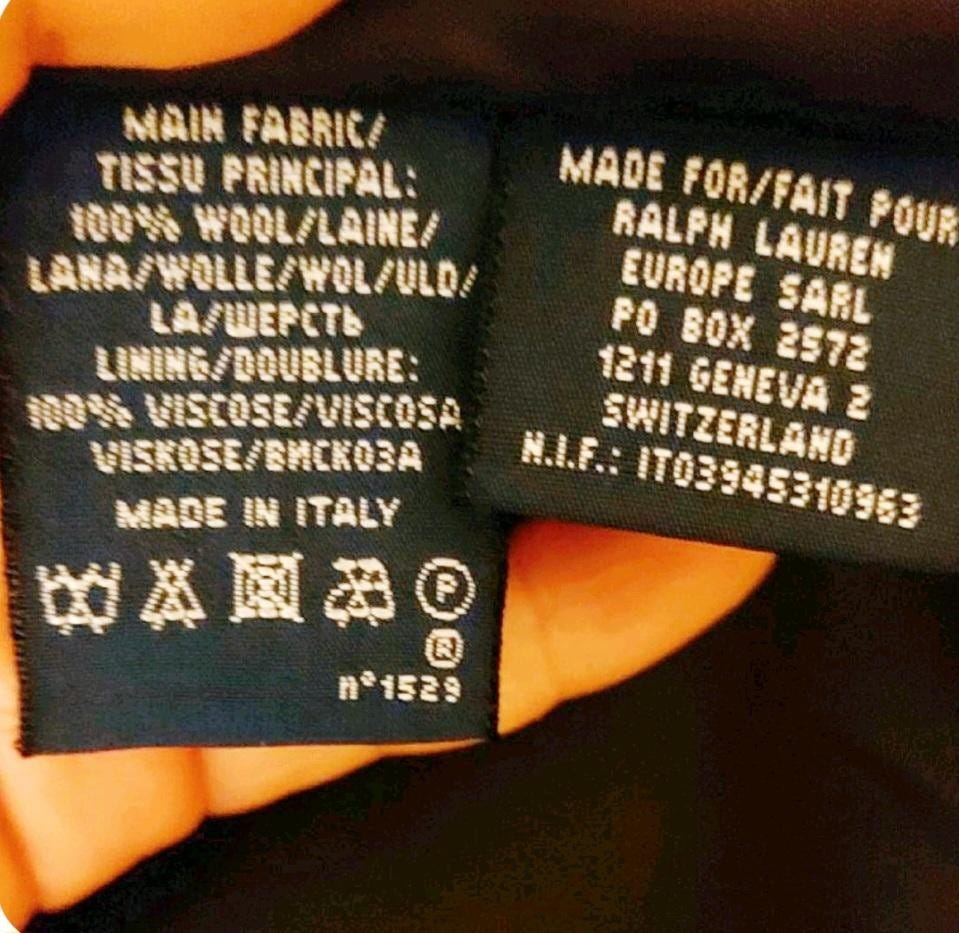 MAIN FABRIC/
TISSU PRINCIPAL:
100% WOOL/LAINE/
LANA/WOLLE/WOL/ULD/
LA/ШЕРСТЬ
LINING/DOUBLURE:
100% VISCOSE/VISCOSA
VISKOSE/ВИСКОЗА
MADE IN ITALY
P
®
n°1529
MADE FOR/FAIT POUR
RALPH LAUREN
EUROPE SARL
PO BOX 2572
1211 GENEVA 2
SWITZERLAND
N.I.F.: IT03945310963